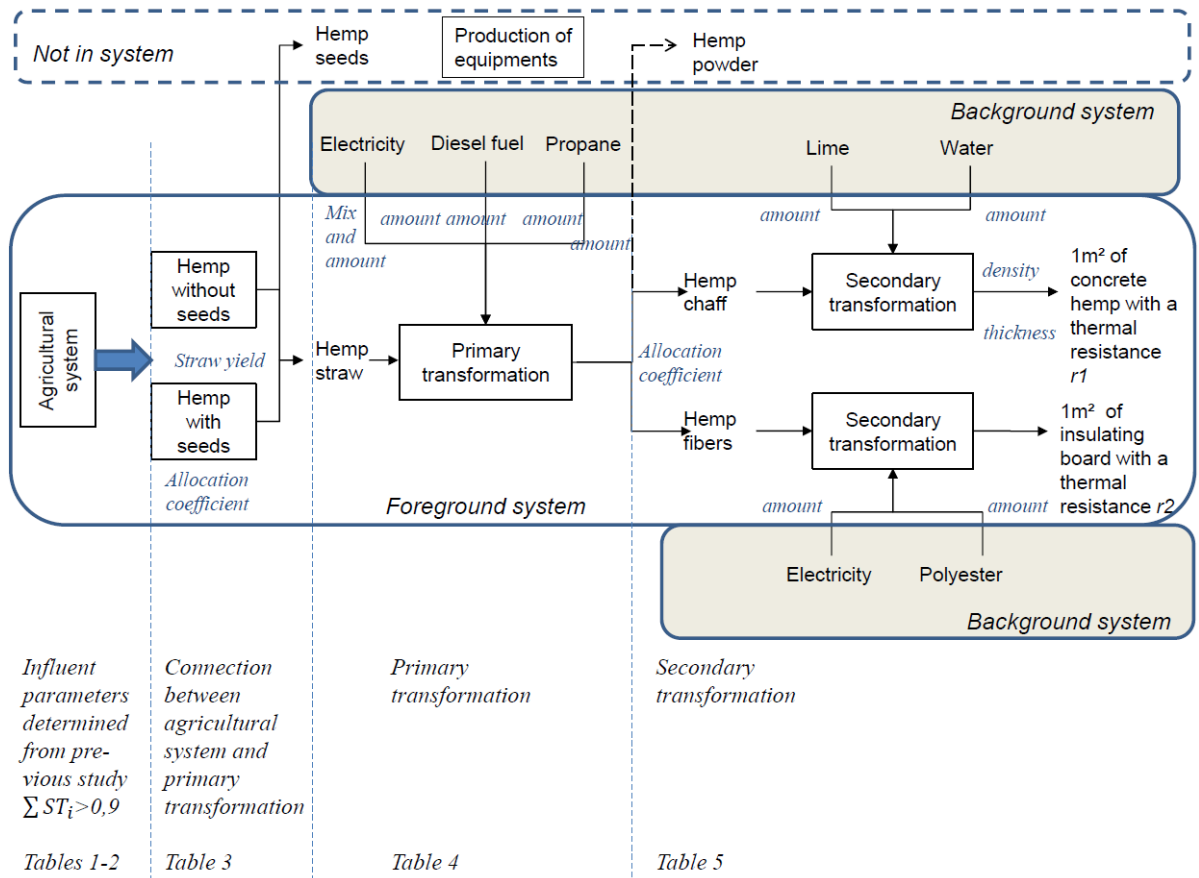 Not in system
Hemp
seeds
Production of
equipments
Hemp
powder
Background system
Electricity
Diesel fuel
Propane
Lime
Water
Mix
and
amount
amount
amount
amount
amount
amount
amount
Agricultural
system
Hemp
without
seeds
Straw yield
Hemp
with
seeds
Allocation
coefficient
Hemp
straw
Primary
transformation
Hemp
chaff
Allocation
coefficient
Hemp
fibers
Secondary
transformation
density
thickness
1m² of
concrete
hemp with a
thermal
resistance
r1
Secondary
transformation
1m² of
insulating
board with a
thermal
resistance r2
amount
amount
Foreground system
Electricity
Polyester
Background system
Influent
parameters
determined
from pre-
vious study
∑ STᵢ>0,9
Connection
between
agricultural
system and
primary
transformation
Primary
transformation
Secondary
transformation
Tables 1-2
Table 3
Table 4
Table 5